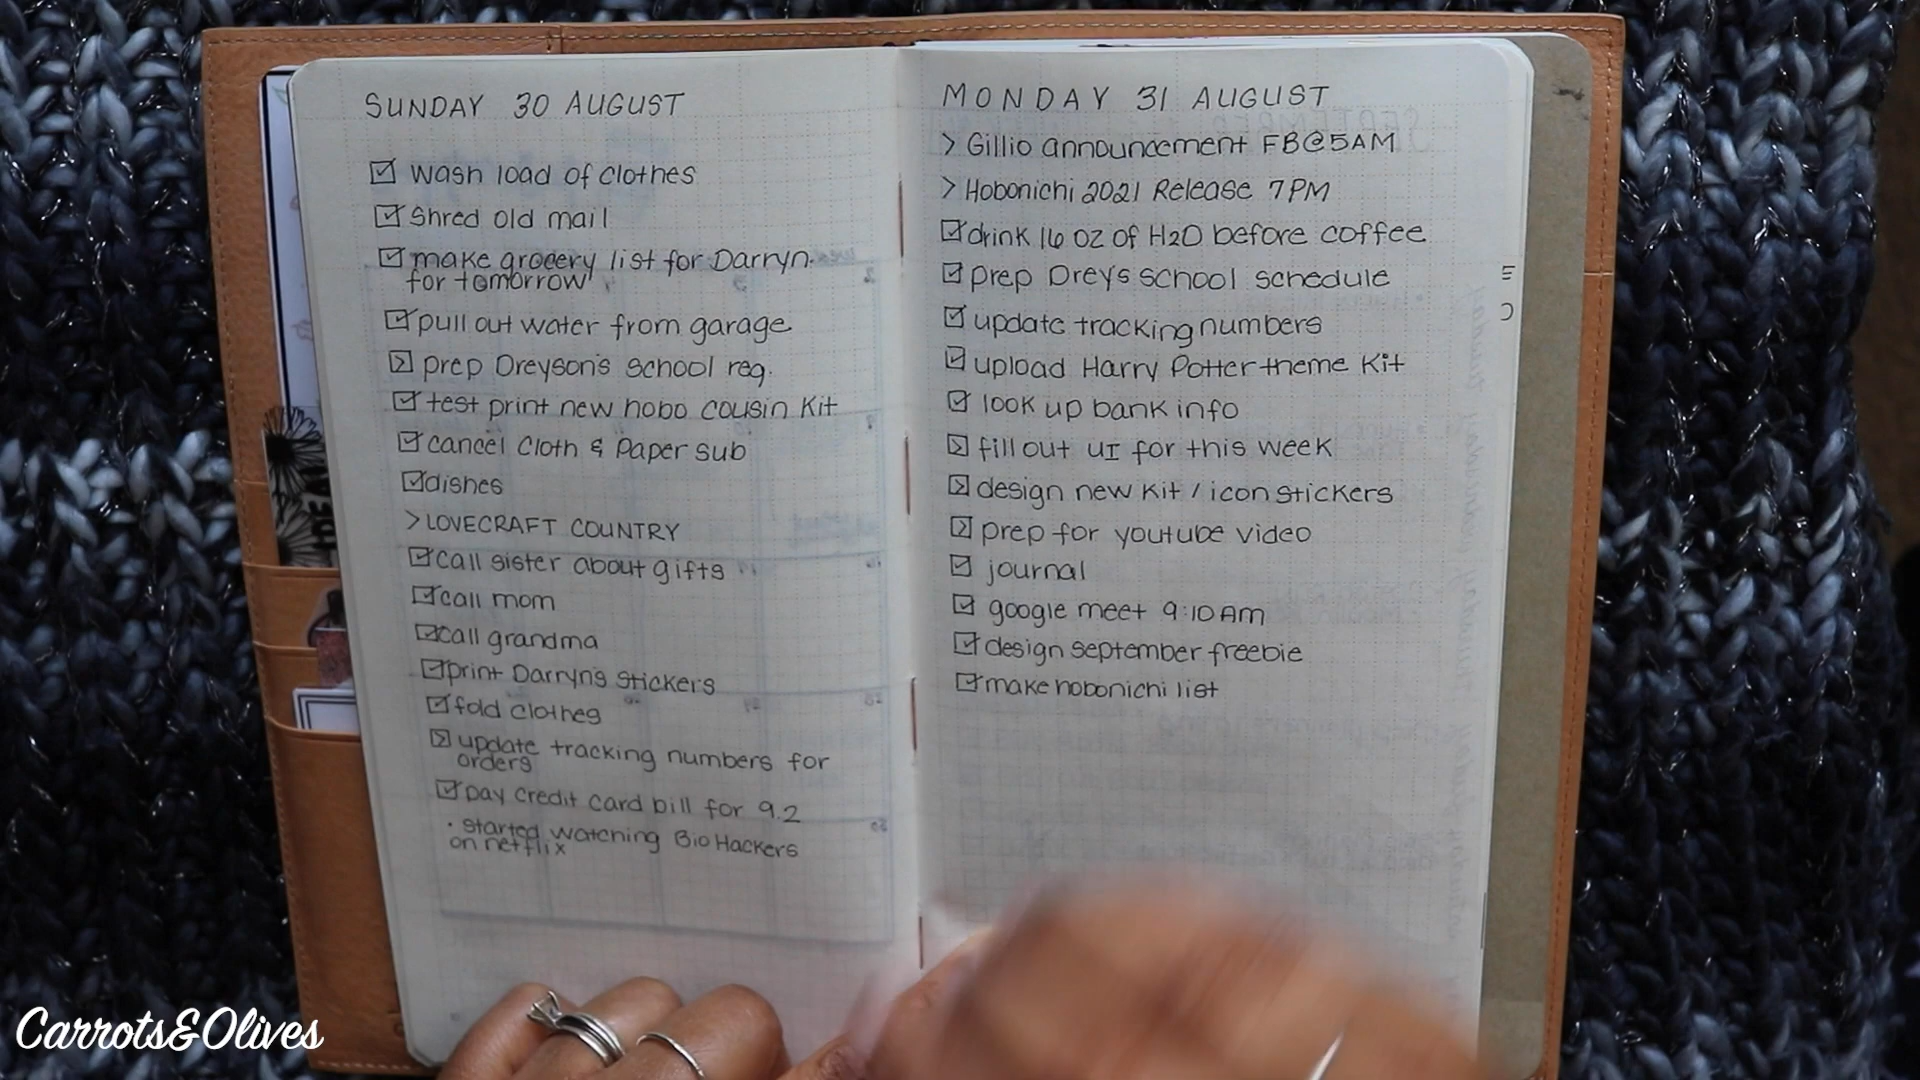 SUNDAY 30 AUGUST
wash load of clothes
Shred old mail
make grocery list for Darryn
for tomorrow
pull out water from garage
prep Dreyson's school req.
test print new hobo cousin kit
cancel Cloth & Paper sub
dishes
> LOVECRAFT COUNTRY
call sister about gifts
call mom
call grandma
print Darryn's stickers
fold clothes
update tracking numbers for
orders
pay credit card bill for 9.2
· started watching BioHackers
on netflix
MONDAY 31 AUGUST
> Gillio announcement FB@5AM
> Hobonichi 2021 Release 7PM
drink 16 oz of H2O before coffee
prep Dreys school schedule
update tracking numbers
upload Harry Potter theme kit
look up bank info
fill out UI for this week
design new kit / icon stickers
prep for youtube video
journal
google meet 9:10 Am
design september freebie
make hobonichi list
Carrots&Olives